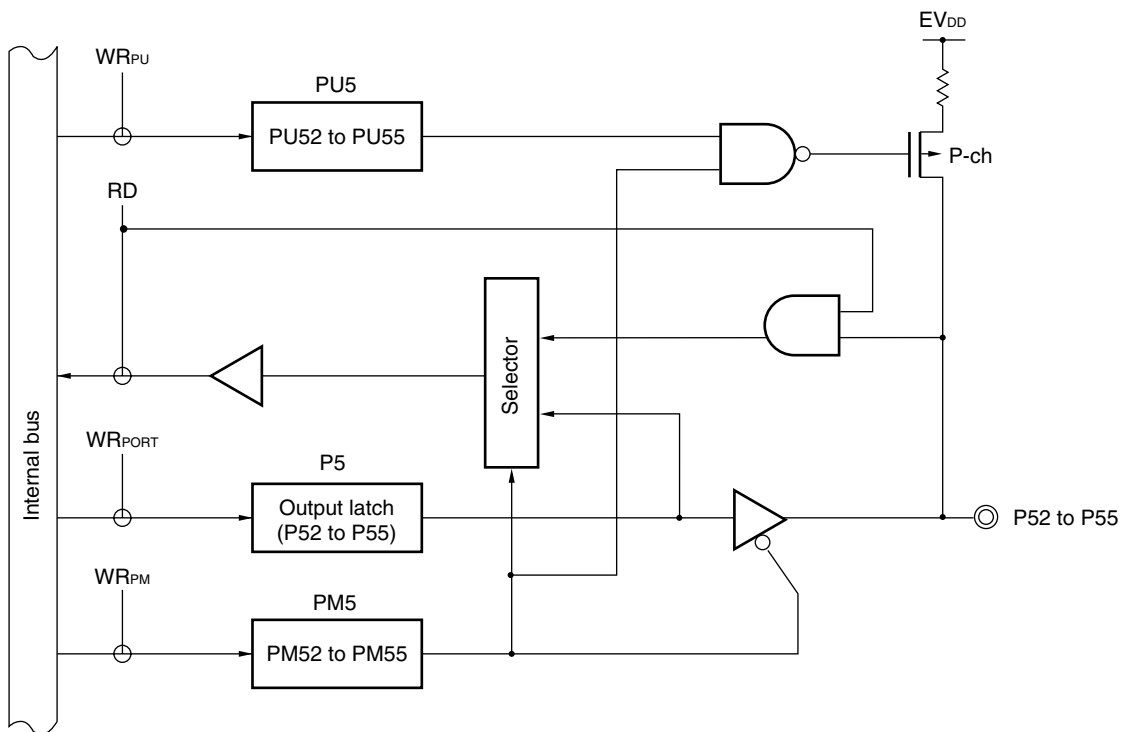 EVDD
WRPU
PU5
PU52 to PU55
P-ch
RD
Selector
Internal bus
WRPORT
P5
Output latch
(P52 to P55)
P52 to P55
WRPM
PM5
PM52 to PM55